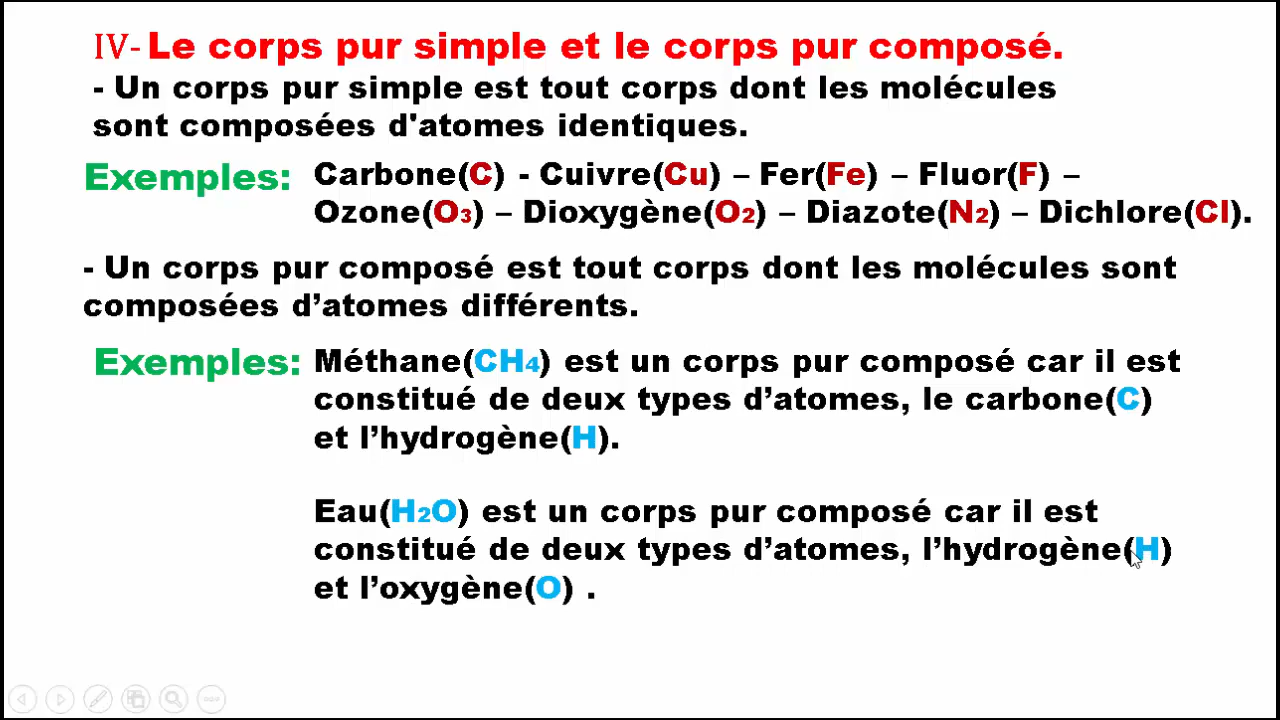 IV- Le corps pur simple et le corps pur composé.
- Un corps pur simple est tout corps dont les molécules
sont composées d'atomes identiques.
Exemples: Carbone(C) - Cuivre(Cu) – Fer(Fe) – Fluor(F) –
Ozone(O3) – Dioxygène(O2) – Diazote(N2) – Dichlore(Cl).
- Un corps pur composé est tout corps dont les molécules sont
composées d’atomes différents.
Exemples: Méthane(CH4) est un corps pur composé car il est
constitué de deux types d’atomes, le carbone(C)
et l’hydrogène(H).
Eau(H2O) est un corps pur composé car il est
constitué de deux types d’atomes, l’hydrogène(H)
et l’oxygène(O) .